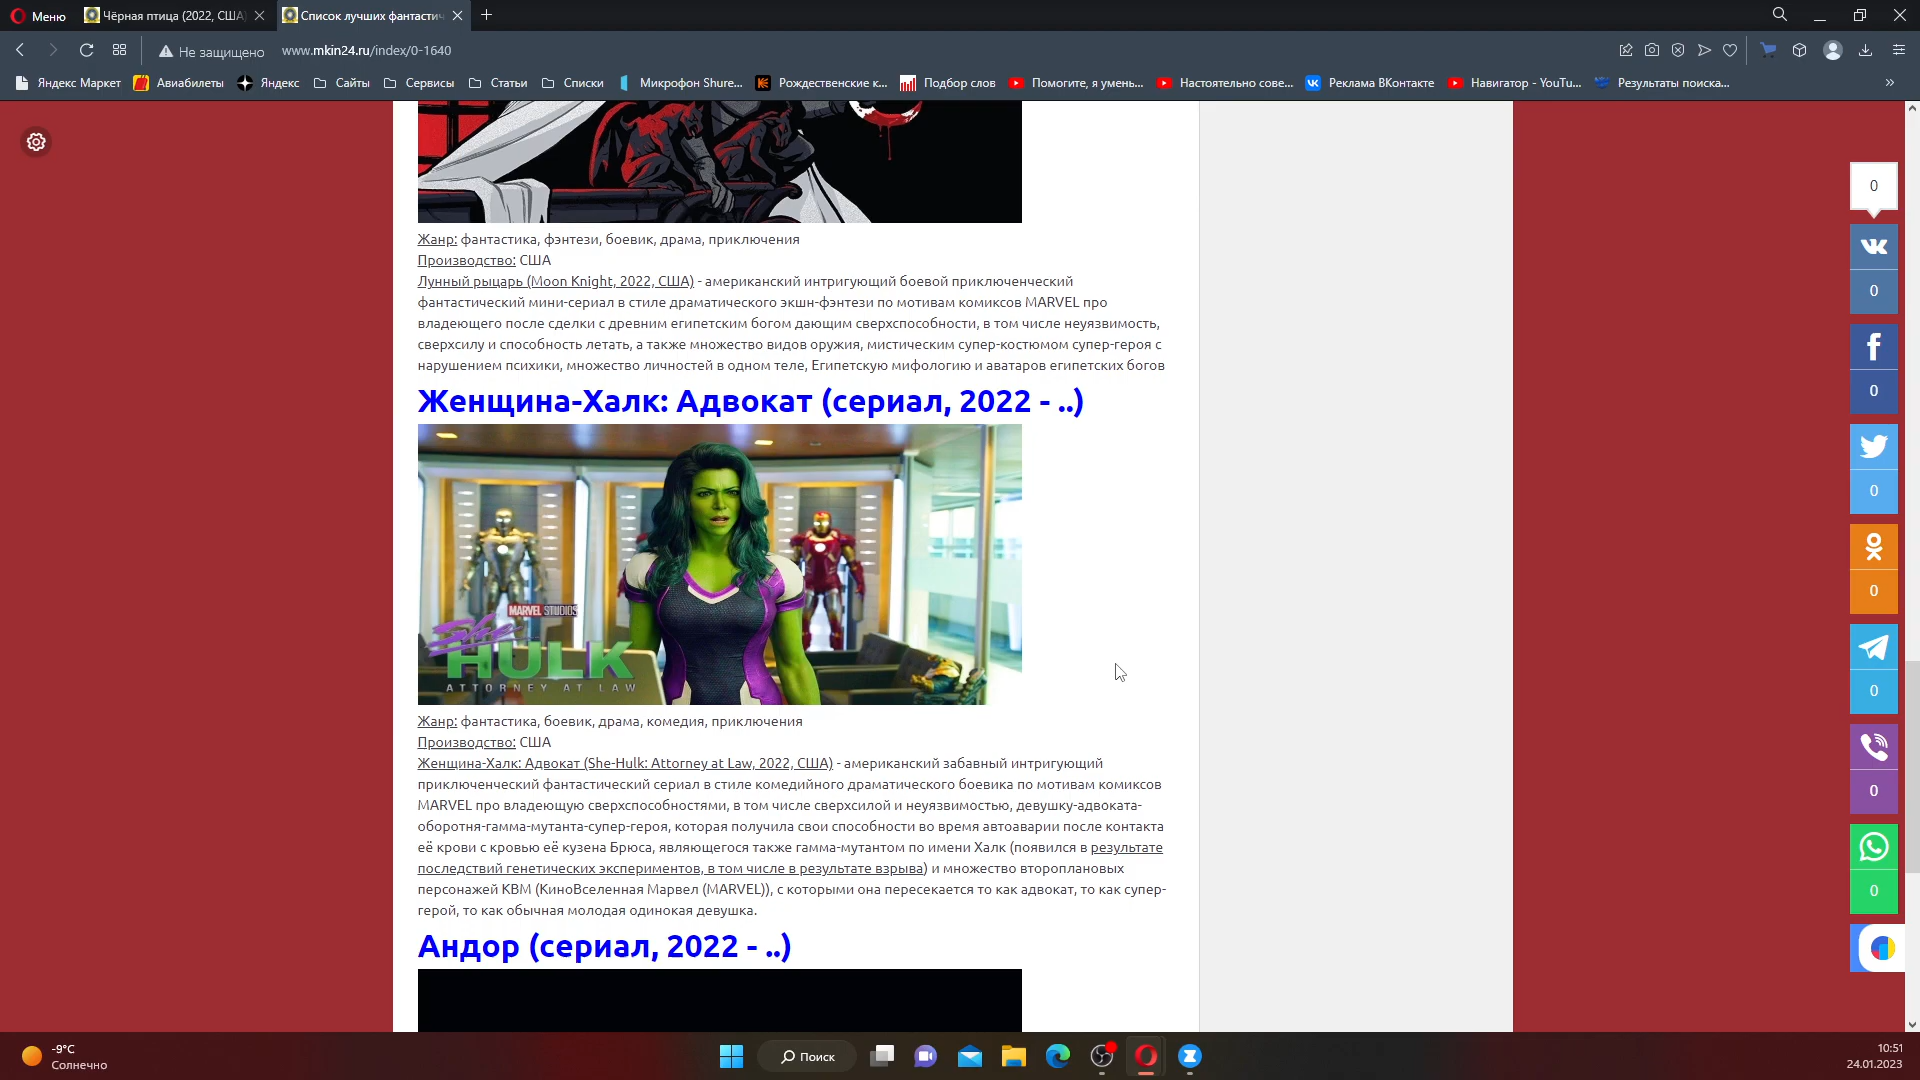 Меню
Чёрная птица (2022, США
Список лучших фантастич
Не защищено
www.mkin24.ru/index/0-1640
Яндекс Маркет
Авиабилеты
Яндекс
Сайты
Сервисы
Статьи
Списки
Микрофон Shure...
Рождественские к...
Подбор слов
Помогите, я умень...
Настоятельно сове...
Реклама ВКонтакте
Навигатор - YouTu...
Результаты поиска...
»
Жанр: фантастика, фэнтези, боевик, драма, приключения
Производство: США
Лунный рыцарь (Moon Knight, 2022, США) - американский интригующий боевой приключенческий
фантастический мини-сериал в стиле драматического экшн-фэнтези по мотивам комиксов MARVEL про
владеющего после сделки с древним египетским богом дающим сверхспособности, в том числе неуязвимость,
сверхсилу и способность летать, а также множество видов оружия, мистическим супер-костюмом супер-героя с
нарушением психики, множество личностей в одном теле, Египетскую мифологию и аватаров египетских богов
Женщина-Халк: Адвокат (сериал, 2022 - ..)
MARVEL STUDIOS
She
HULK
ATTORNEY AT LAW
Жанр: фантастика, боевик, драма, комедия, приключения
Производство: США
Женщина-Халк: Адвокат (She-Hulk: Attorney at Law, 2022, США) - американский забавный интригующий
приключенческий фантастический сериал в стиле комедийного драматического боевика по мотивам комиксов
MARVEL про владеющую сверхспособностями, в том числе сверхсилой и неуязвимостью, девушку-адвоката-
оборотня-гамма-мутанта-супер-героя, которая получила свои способности во время автоаварии после контакта
её крови с кровью её кузена Брюса, являющегося также гамма-мутантом по имени Халк (появился в результате
последствий генетических экспериментов, в том числе в результате взрыва) и множество второплановых
персонажей КВМ (КиноВселенная Марвел (MARVEL)), с которыми она пересекается то как адвокат, то как супер-
герой, то как обычная молодая одинокая девушка.
Андор (сериал, 2022 - ..)
0
0
0
0
0
0
0
0
-9°C
Солнечно
Поиск
10:51
24.01.2023